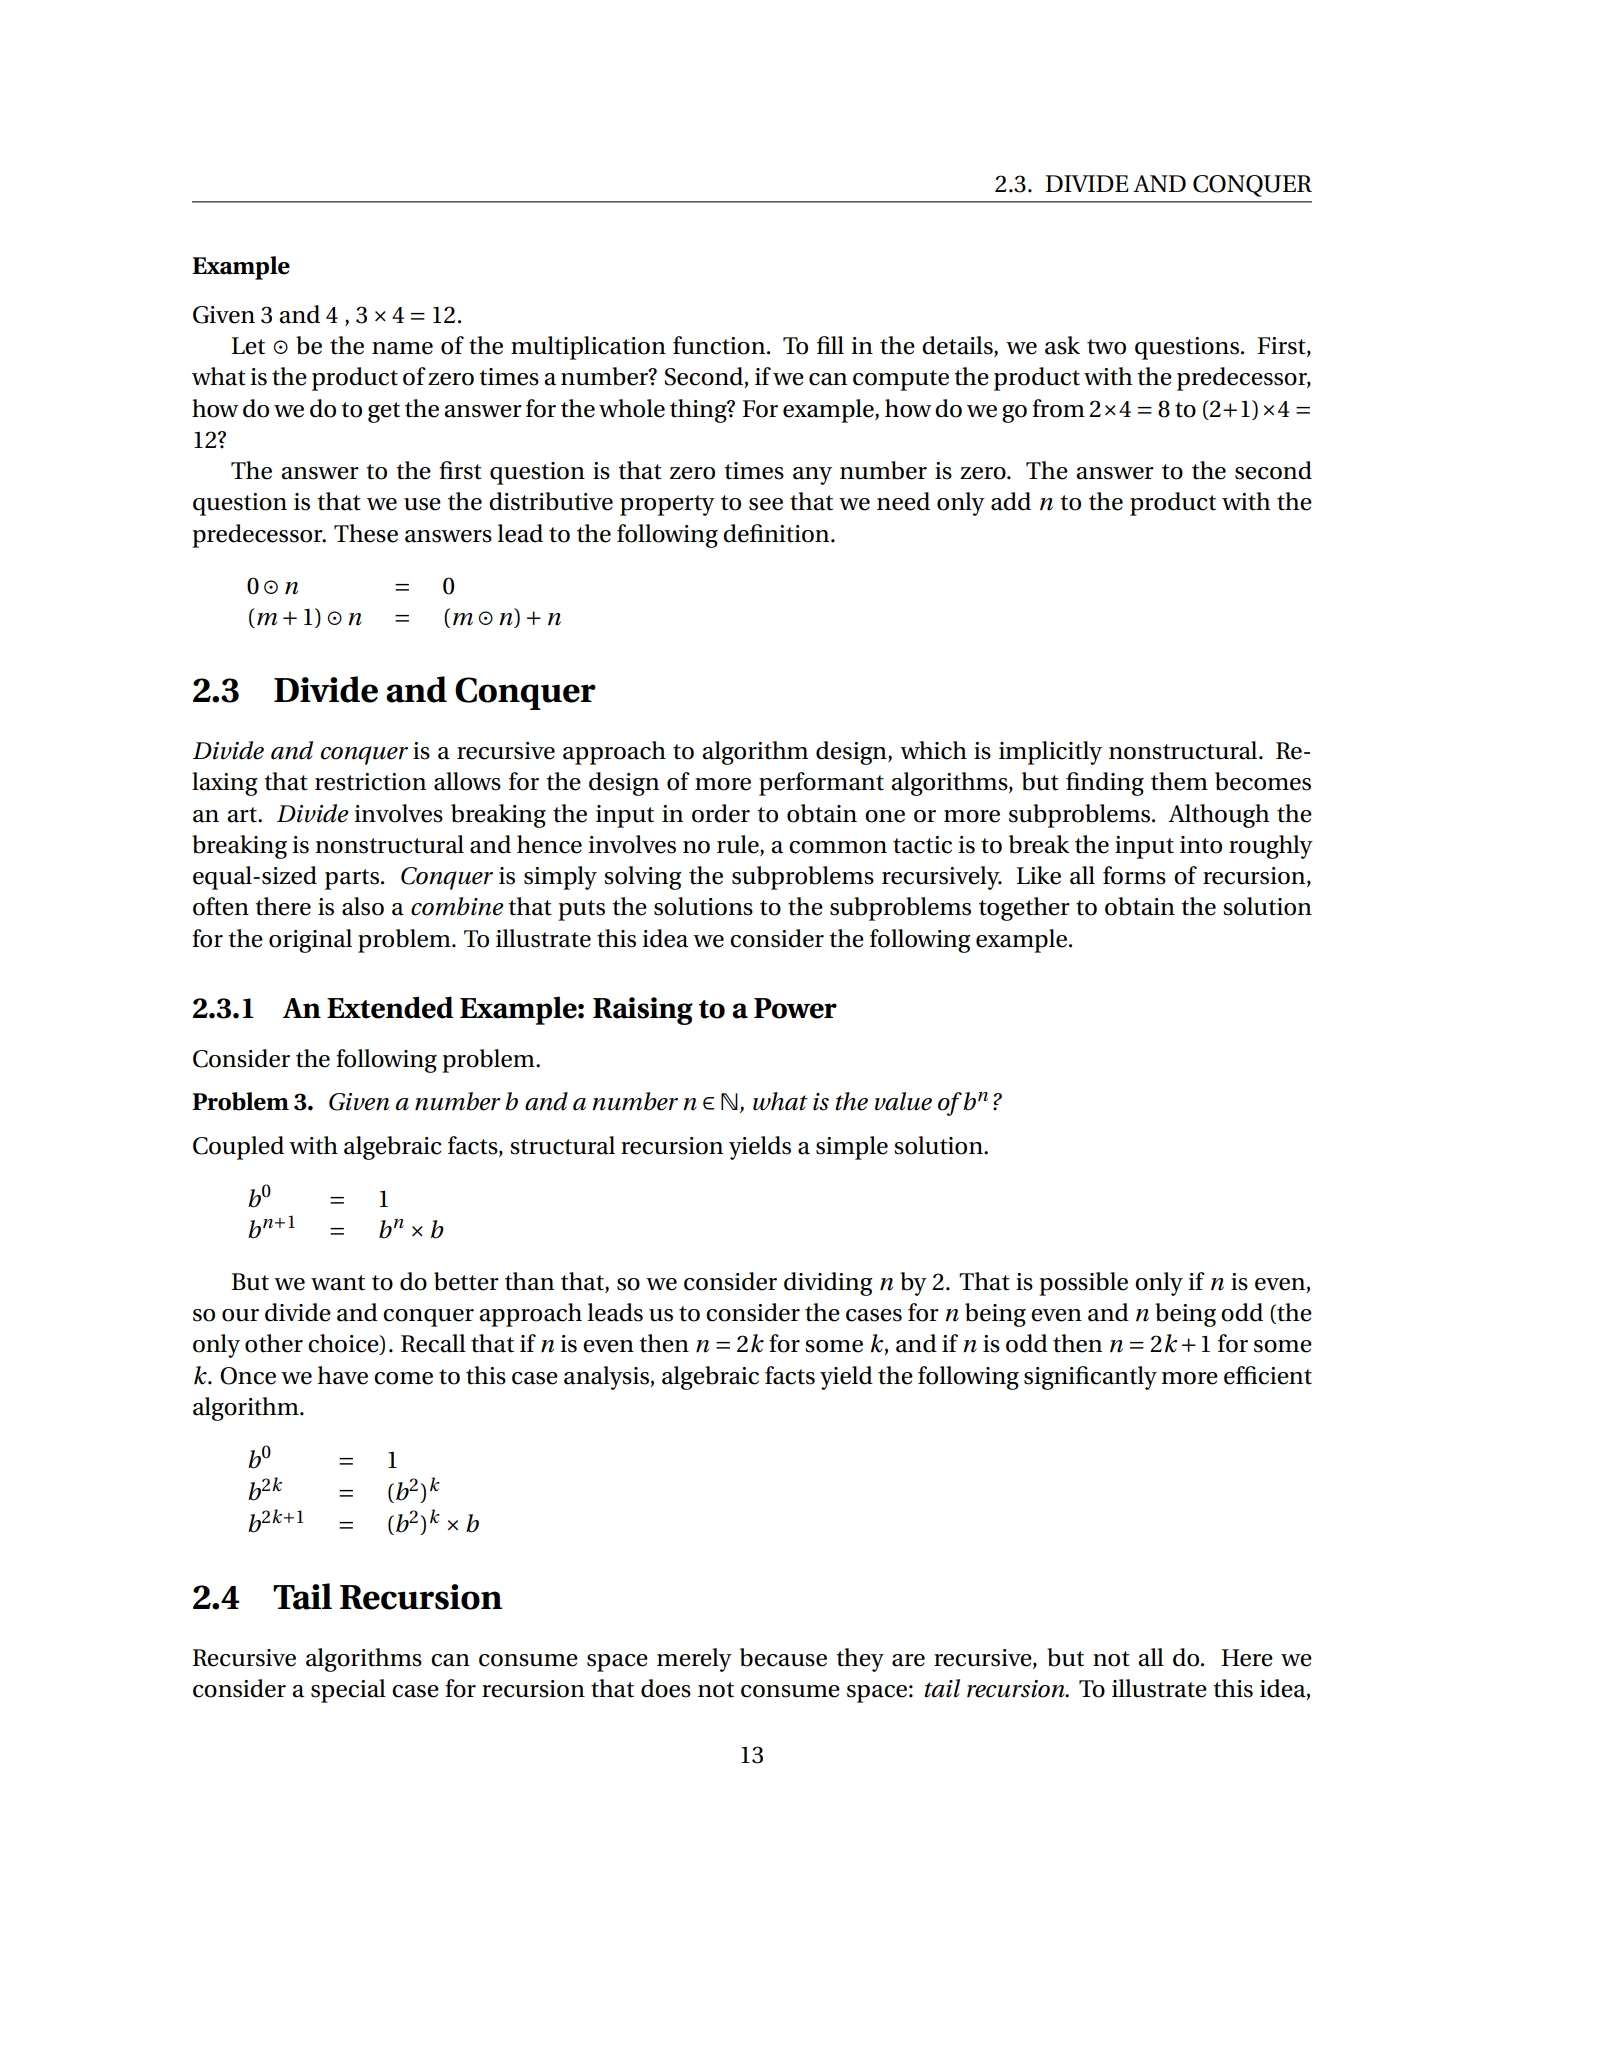 2.3. DIVIDE AND CONQUER
Example
Given 3 and 4 , 3 × 4 = 12.
Let ⊙ be the name of the multiplication function. To fill in the details, we ask two questions. First,
what is the product of zero times a number? Second, if we can compute the product with the predecessor,
how do we do to get the answer for the whole thing? For example, how do we go from 2×4 = 8 to (2+1)×4 =
12?
The answer to the first question is that zero times any number is zero. The answer to the second
question is that we use the distributive property to see that we need only add n to the product with the
predecessor. These answers lead to the following definition.
0 ⊙ n = 0
(m + 1) ⊙ n = (m ⊙ n) + n
2.3 Divide and Conquer
Divide and conquer is a recursive approach to algorithm design, which is implicitly nonstructural. Re-
laxing that restriction allows for the design of more performant algorithms, but finding them becomes
an art. Divide involves breaking the input in order to obtain one or more subproblems. Although the
breaking is nonstructural and hence involves no rule, a common tactic is to break the input into roughly
equal-sized parts. Conquer is simply solving the subproblems recursively. Like all forms of recursion,
often there is also a combine that puts the solutions to the subproblems together to obtain the solution
for the original problem. To illustrate this idea we consider the following example.
2.3.1 An Extended Example: Raising to a Power
Consider the following problem.
Problem 3. Given a number b and a number n ∈ ℕ, what is the value of bⁿ?
Coupled with algebraic facts, structural recursion yields a simple solution.
b⁰ = 1
bⁿ⁺¹ = bⁿ × b
But we want to do better than that, so we consider dividing n by 2. That is possible only if n is even,
so our divide and conquer approach leads us to consider the cases for n being even and n being odd (the
only other choice). Recall that if n is even then n = 2k for some k, and if n is odd then n = 2k + 1 for some
k. Once we have come to this case analysis, algebraic facts yield the following significantly more efficient
algorithm.
b⁰ = 1
b²ᵏ = (b²)ᵏ
b²ᵏ⁺¹ = (b²)ᵏ × b
2.4 Tail Recursion
Recursive algorithms can consume space merely because they are recursive, but not all do. Here we
consider a special case for recursion that does not consume space: tail recursion. To illustrate this idea,
13